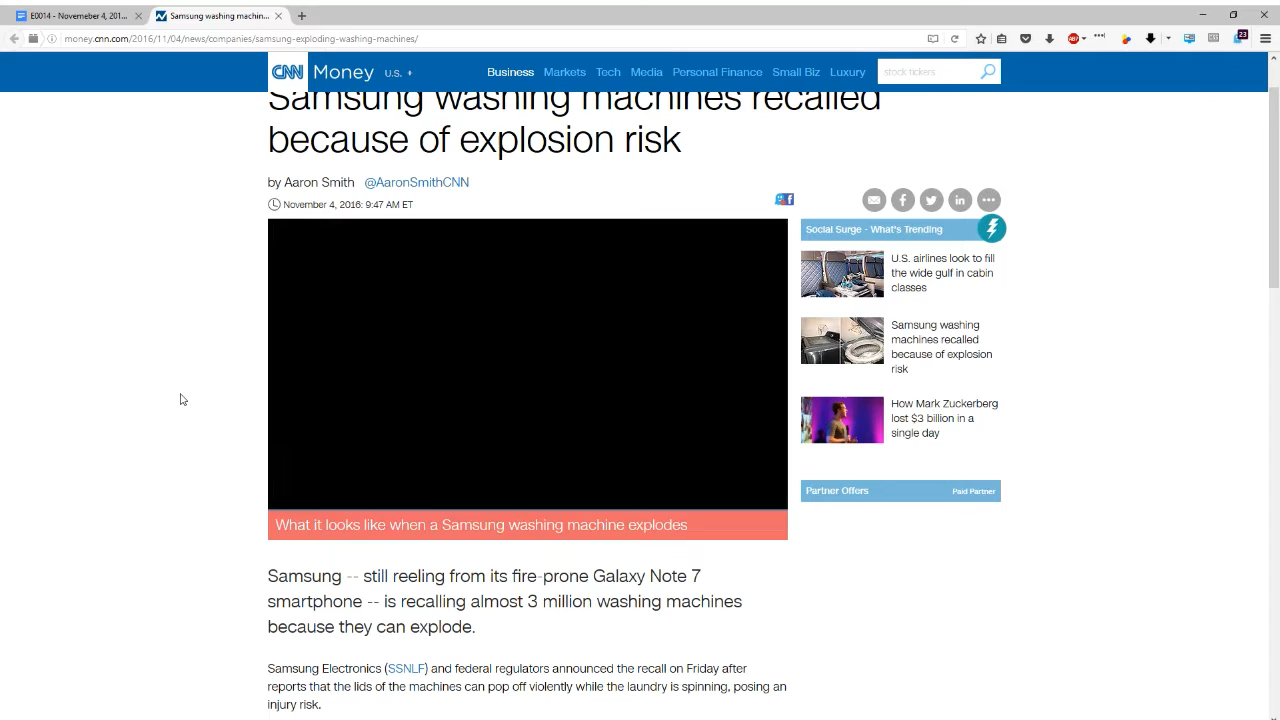 E0014 - Novemeber 4, 201...
Samsung washing machin...
money.cnn.com/2016/11/04/news/companies/samsung-exploding-washing-machines/
ABP
23
CNN Money U.S. +
Business Markets Tech Media Personal Finance Small Biz Luxury
stock tickers
Samsung washing machines recalled
because of explosion risk
by Aaron Smith @AaronSmithCNN
November 4, 2016: 9:47 AM ET
What it looks like when a Samsung washing machine explodes
Samsung -- still reeling from its fire-prone Galaxy Note 7
smartphone -- is recalling almost 3 million washing machines
because they can explode.
Samsung Electronics (SSNLF) and federal regulators announced the recall on Friday after
reports that the lids of the machines can pop off violently while the laundry is spinning, posing an
injury risk.
Social Surge - What's Trending
U.S. airlines look to fill
the wide gulf in cabin
classes
Samsung washing
machines recalled
because of explosion
risk
How Mark Zuckerberg
lost $3 billion in a
single day
Partner Offers
Paid Partner